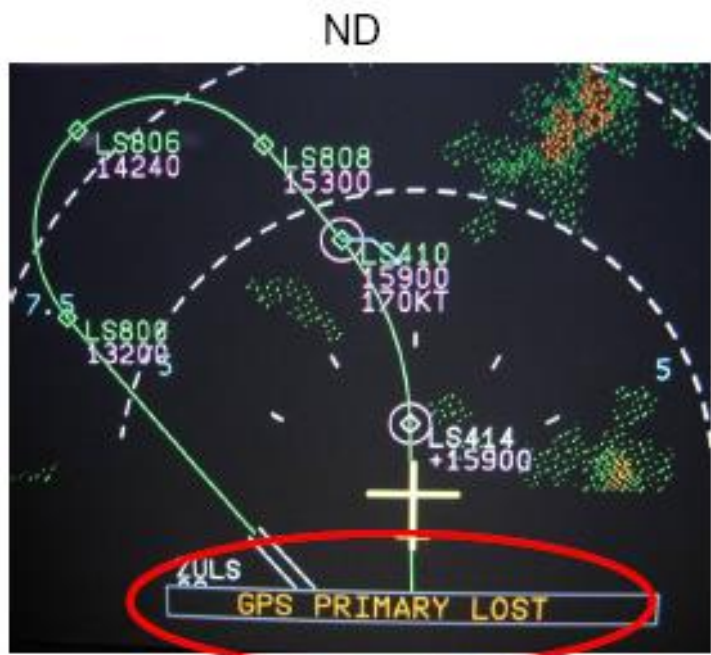 ND
LS806
14240
LS808
15300
LS410
15900
170KT
7.5
LS800
13200
5
5
LS414
+15900
ZULS
GPS PRIMARY LOST